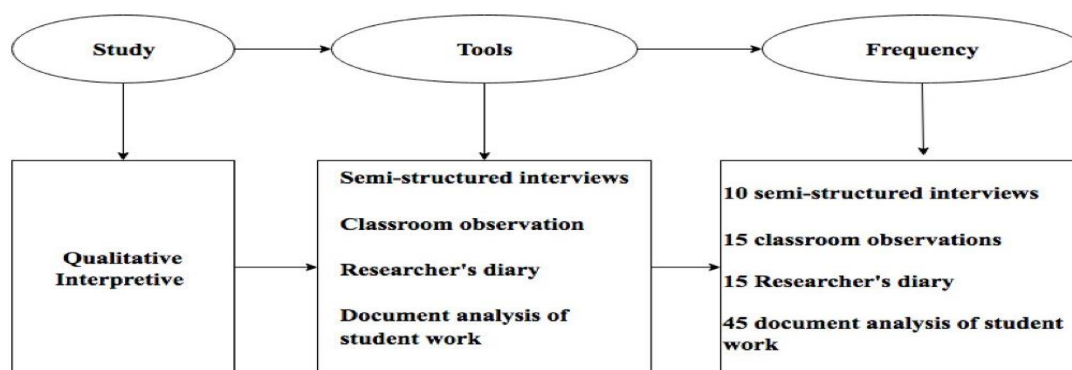 Study
Tools
Frequency
Qualitative
Interpretive
Semi-structured interviews
Classroom observation
Researcher's diary
Document analysis of
student work
10 semi-structured interviews
15 classroom observations
15 Researcher's diary
45 document analysis of student
work